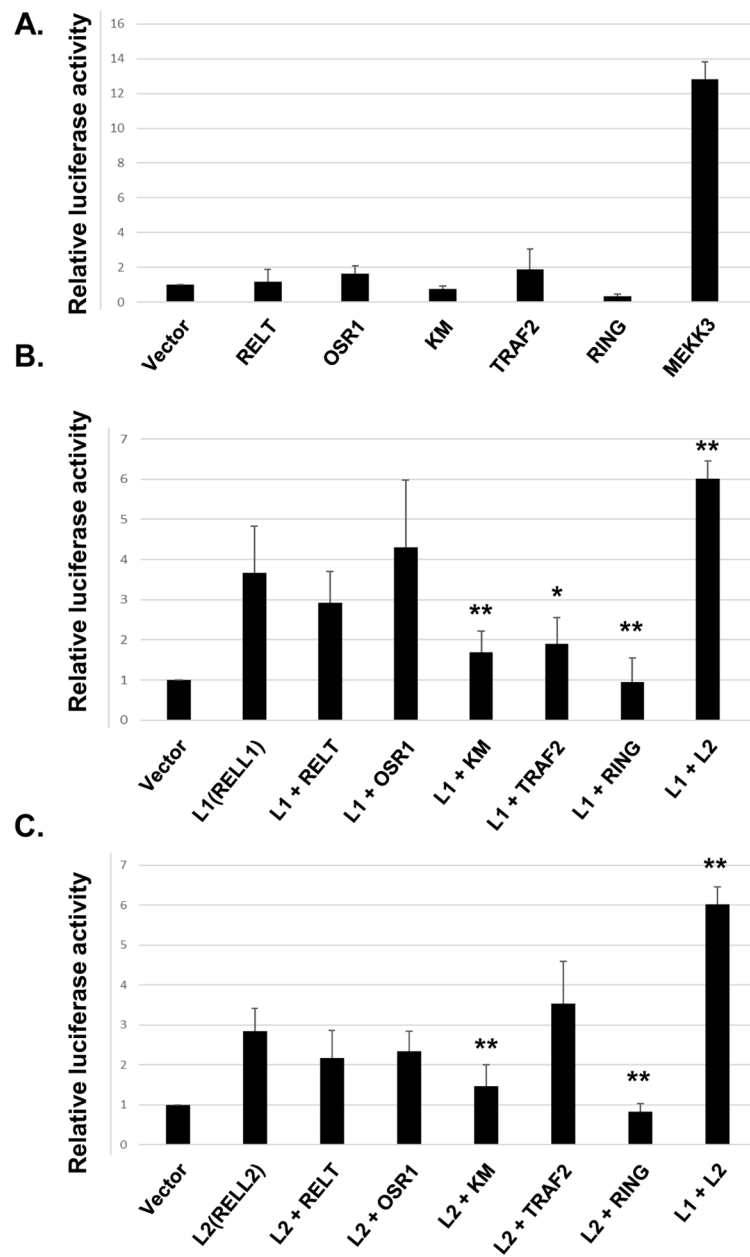 A.
Relative luciferase activity
16
14
12
10
8
6
4
2
0
Vector
RELT
OSR1
KM
TRAF2
RING
MEKK3
B.
Relative luciferase activity
7
6
5
4
3
2
1
0
**
*
**
**
Vector
L1(RELL1)
L1 + RELT
L1 + OSR1
L1 + KM
L1 + TRAF2
L1 + RING
L1 + L2
C.
Relative luciferase activity
7
6
5
4
3
2
1
0
**
**
**
Vector
L2(RELL2)
L2 + RELT
L2 + OSR1
L2 + KM
L2 + TRAF2
L2 + RING
L1 + L2